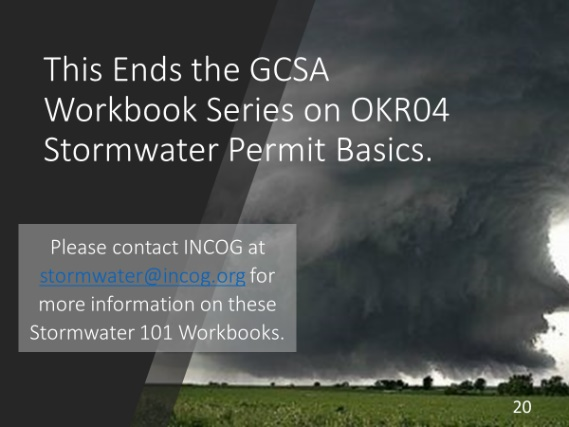 This Ends the GCSA
Workbook Series on OKR04
Stormwater Permit Basics.
Please contact INCOG at
stormwater@incog.org for
more information on these
Stormwater 101 Workbooks.
20